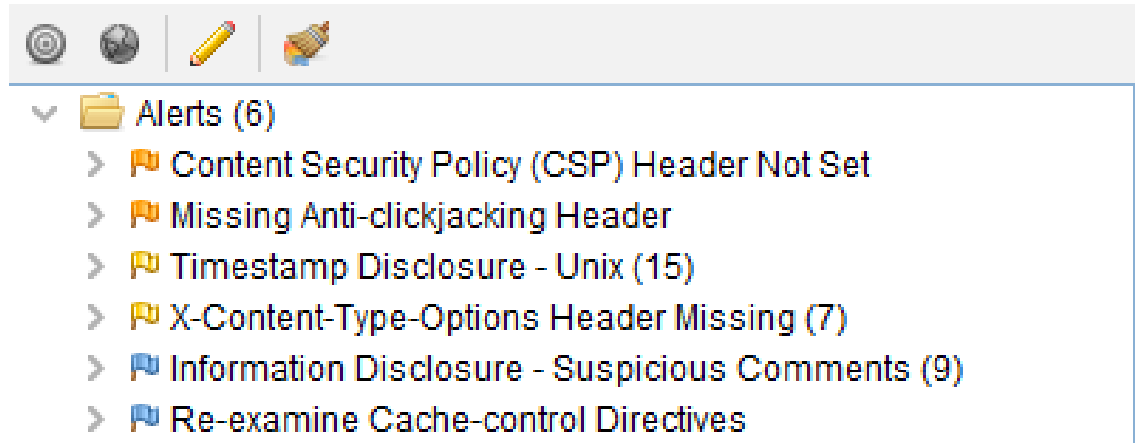 Alerts (6)
Content Security Policy (CSP) Header Not Set
Missing Anti-clickjacking Header
Timestamp Disclosure - Unix (15)
X-Content-Type-Options Header Missing (7)
Information Disclosure - Suspicious Comments (9)
Re-examine Cache-control Directives